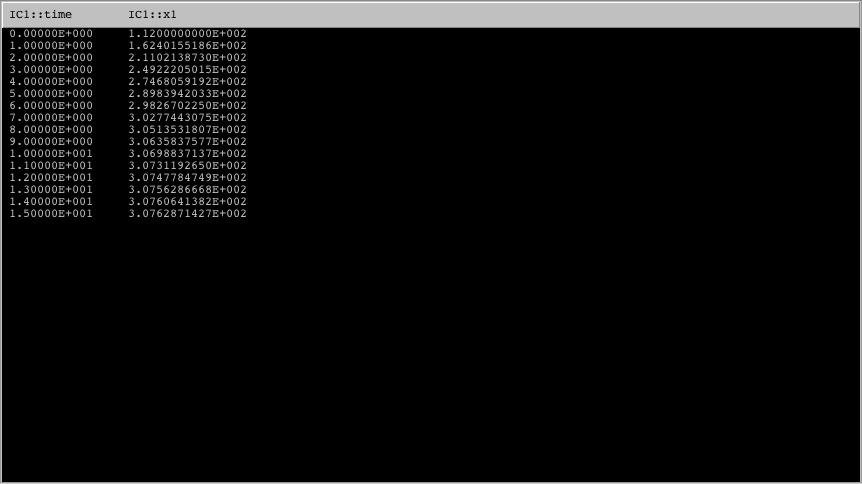 IC1::time IC1::x1
0.00000E+000 1.1200000000E+002
1.00000E+000 1.6240155186E+002
2.00000E+000 2.1102138730E+002
3.00000E+000 2.4922205015E+002
4.00000E+000 2.7468059192E+002
5.00000E+000 2.8983942033E+002
6.00000E+000 2.9826702250E+002
7.00000E+000 3.0277443075E+002
8.00000E+000 3.0513531807E+002
9.00000E+000 3.0635837577E+002
1.00000E+001 3.0698837137E+002
1.10000E+001 3.0731192650E+002
1.20000E+001 3.0747784749E+002
1.30000E+001 3.0756286668E+002
1.40000E+001 3.0760641382E+002
1.50000E+001 3.0762871427E+002